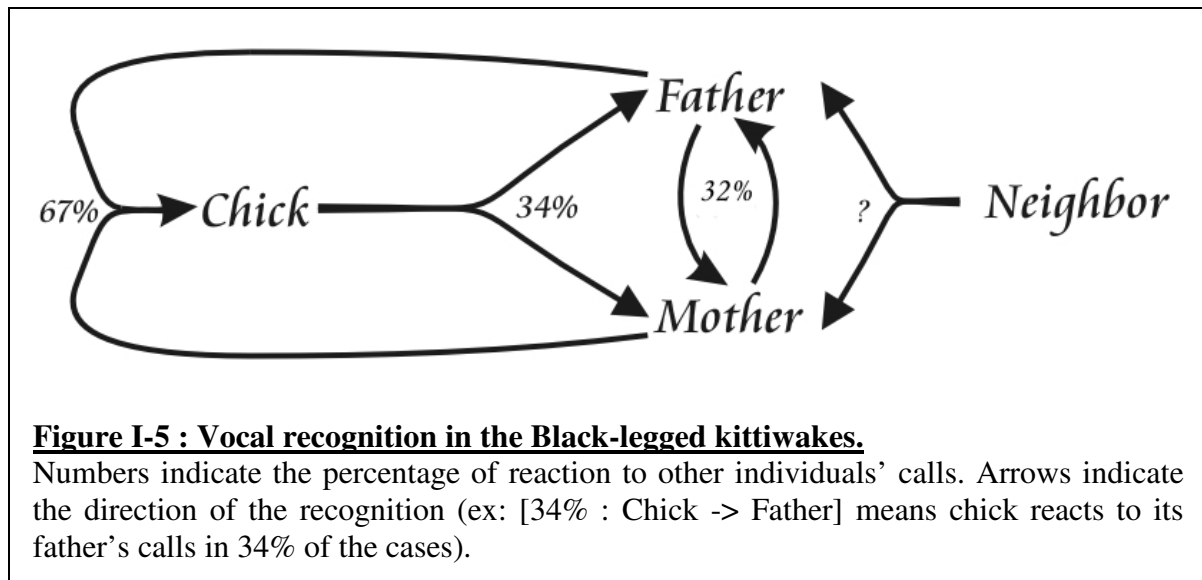 Father
67%
Chick
34%
32%
?
Neighbor
Mother
Figure I-5 : Vocal recognition in the Black-legged kittiwakes.
Numbers indicate the percentage of reaction to other individuals’ calls. Arrows indicate
the direction of the recognition (ex: [34% : Chick -> Father] means chick reacts to its
father’s calls in 34% of the cases).